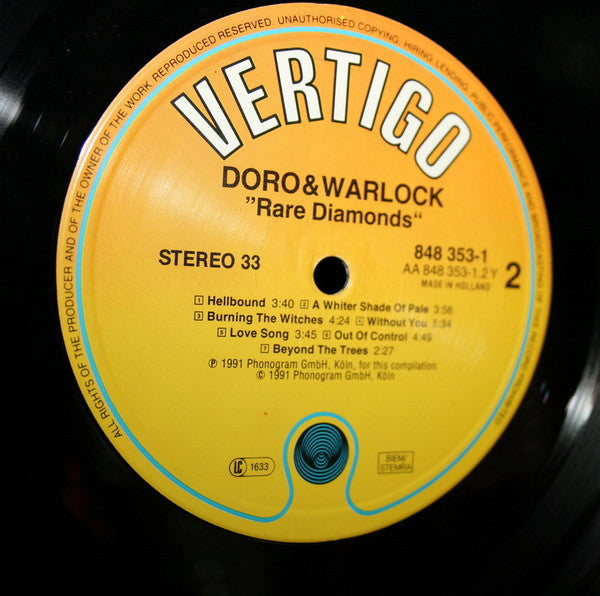 ALL RIGHTS OF THE PRODUCER AND OF THE OWNER OF THE WORK REPRODUCED RESERVED. UNAUTHORISED COPYING, HIRING, LENDING, PUBLIC PERFORMANCE AND BROADCASTING OF THIS RECORD PROHIBITED
VERTIGO
DORO&WARLOCK
"Rare Diamonds"
STEREO 33
848 353-1
AA 848 353-1.2 Y
MADE IN HOLLAND
2
1 Hellbound 3:40 2 A Whiter Shade Of Pale 3:56
3 Burning The Witches 4:24 4 Without You 5:34
5 Love Song 3:45 6 Out Of Control 4:49
7 Beyond The Trees 2:27
℗ 1991 Phonogram GmbH, Köln, for this compilation
© 1991 Phonogram GmbH, Köln
LC 1633
BIEM/
STEMRA